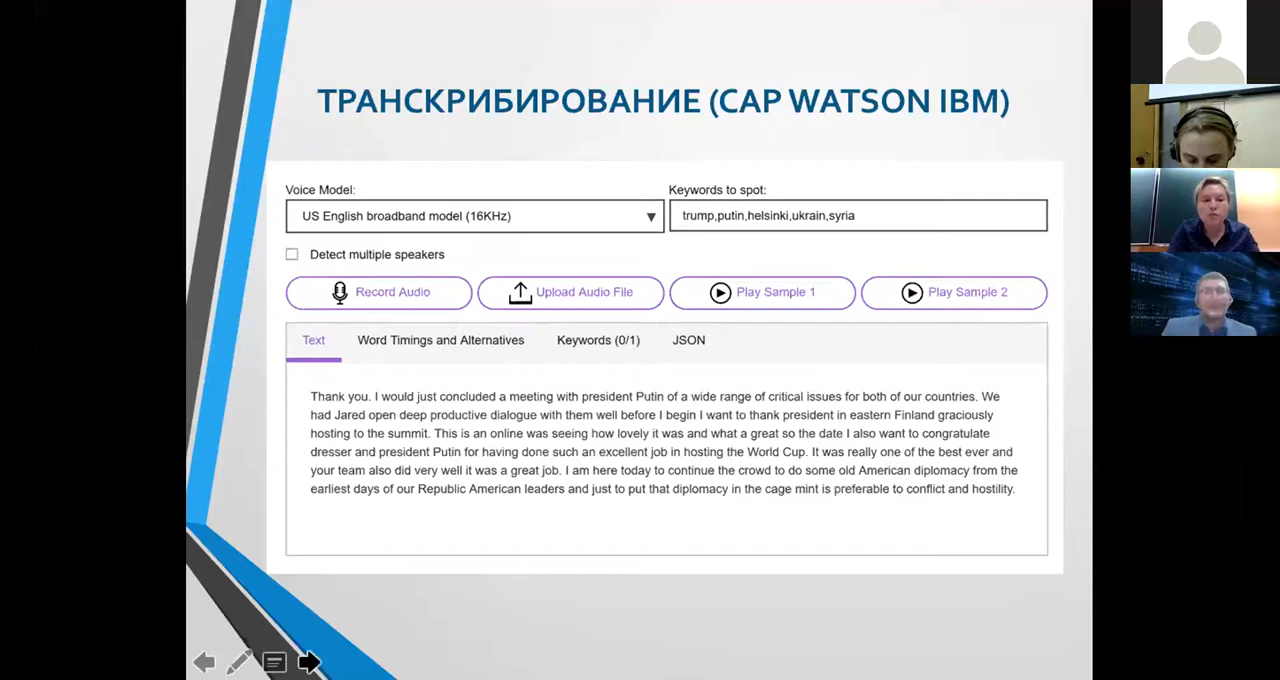 ТРАНСКРИБИРОВАНИЕ (САР WATSON IBM)
Voice Model:
Keywords to spot:
US English broadband model (16KHz)
trump,putin,helsinki,ukrain,syria
Detect multiple speakers
Record Audio
Upload Audio File
Play Sample 1
Play Sample 2
Text
Word Timings and Alternatives
Keywords (0/1)
JSON
Thank you. I would just concluded a meeting with president Putin of a wide range of critical issues for both of our countries. We
had Jared open deep productive dialogue with them well before I begin I want to thank president in eastern Finland graciously
hosting to the summit. This is an online was seeing how lovely it was and what a great so the date I also want to congratulate
dresser and president Putin for having done such an excellent job in hosting the World Cup. It was really one of the best ever and
your team also did very well it was a great job. I am here today to continue the crowd to do some old American diplomacy from the
earliest days of our Republic American leaders and just to put that diplomacy in the cage mint is preferable to conflict and hostility.